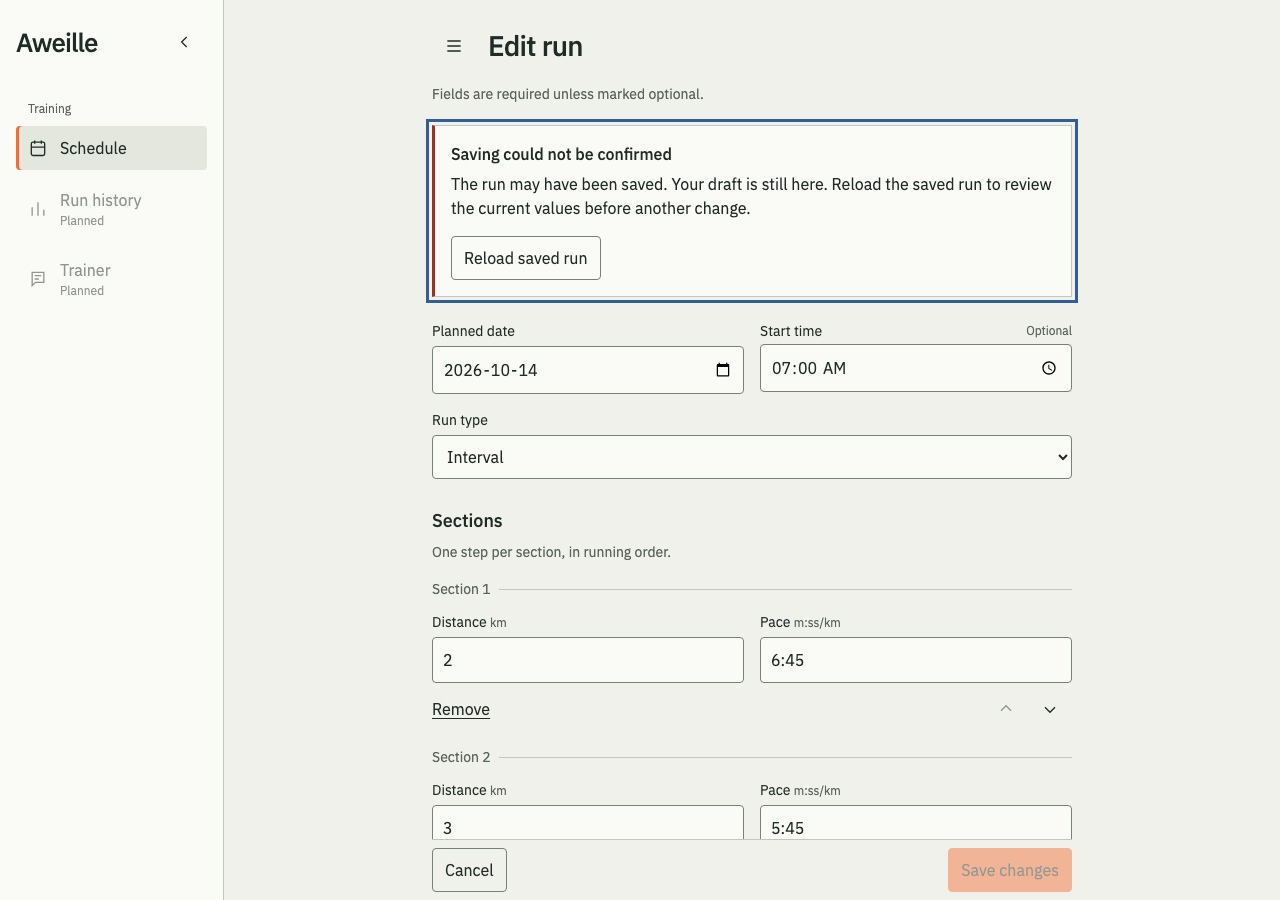 Aweille
Training
Schedule
Run history
Planned
Trainer
Planned
Edit run
Fields are required unless marked optional.
Saving could not be confirmed
The run may have been saved. Your draft is still here. Reload the saved run to review
the current values before another change.
Reload saved run
Planned date
Start time Optional
2026-10-14
07:00 AM
Run type
Interval
Sections
One step per section, in running order.
Section 1
Distance km
Pace m:ss/km
2
6:45
Remove
Section 2
Distance km
Pace m:ss/km
3
5:45
Cancel
Save changes